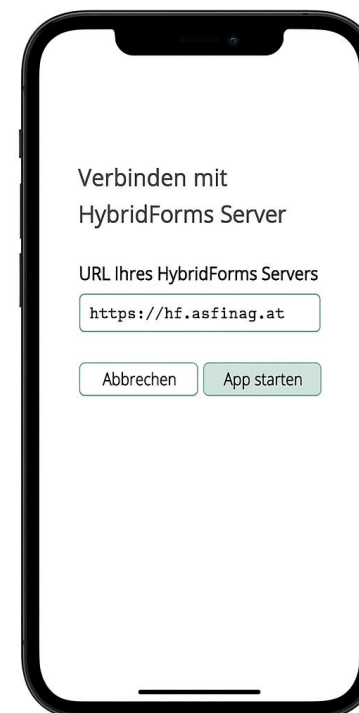 Verbinden mit
HybridForms Server
URL Ihres HybridForms Servers
https://hf.asfinag.at
Abbrechen App starten